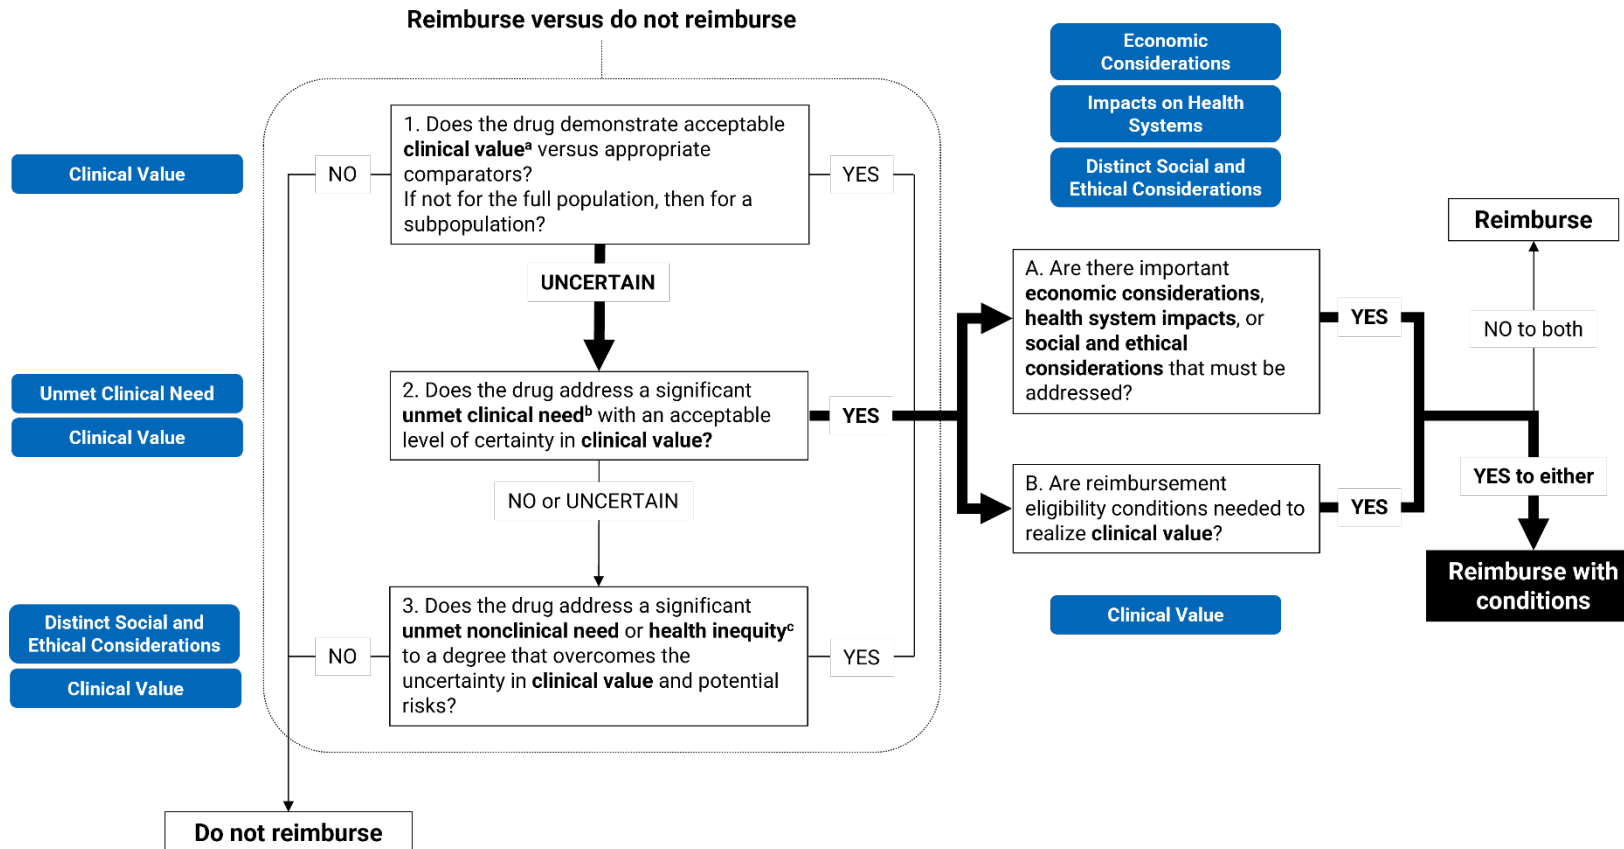 Reimburse versus do not reimburse
Clinical Value
NO
1. Does the drug demonstrate acceptable
clinical valueᵃ versus appropriate
comparators?
If not for the full population, then for a
subpopulation?
YES
UNCERTAIN
Unmet Clinical Need
Clinical Value
2. Does the drug address a significant
unmet clinical needᵇ with an acceptable
level of certainty in clinical value?
YES
NO or UNCERTAIN
Distinct Social and
Ethical Considerations
Clinical Value
NO
3. Does the drug address a significant
unmet nonclinical need or health inequityᶜ
to a degree that overcomes the
uncertainty in clinical value and potential
risks?
YES
Do not reimburse
Economic
Considerations
Impacts on Health
Systems
Distinct Social and
Ethical Considerations
A. Are there important
economic considerations,
health system impacts, or
social and ethical
considerations that must be
addressed?
YES
B. Are reimbursement
eligibility conditions needed to
realize clinical value?
YES
Clinical Value
Reimburse
NO to both
YES to either
Reimburse with
conditions